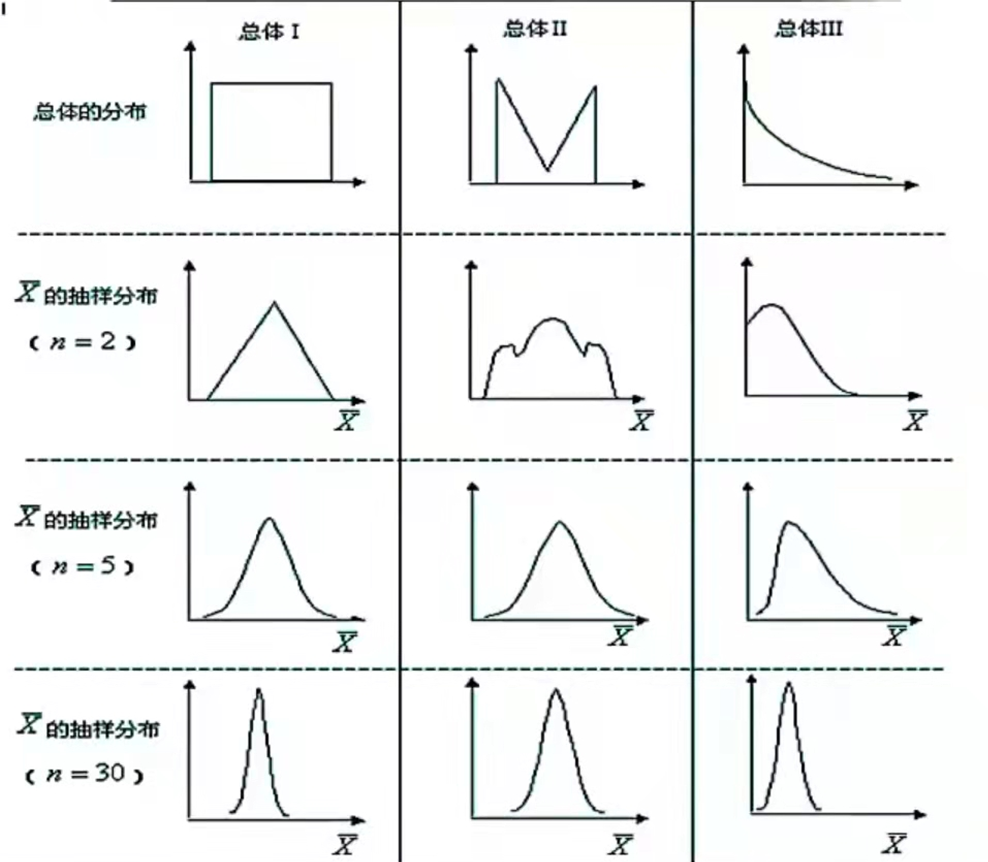 总体 I
总体 II
总体III
总体的分布
X̄ 的抽样分布
（ n = 2 ）
X̄
X̄
X̄
X̄ 的抽样分布
（ n = 5 ）
X̄
X̄
X̄
X̄ 的抽样分布
（ n = 30 ）
X̄
X̄
X̄